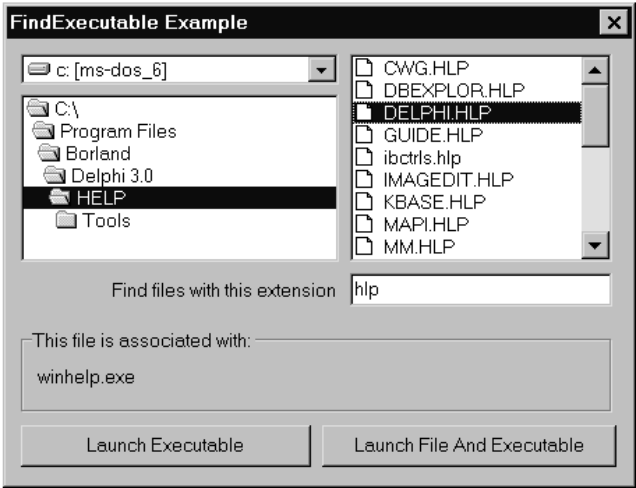 FindExecutable Example
c: [ms-dos_6]
C:\
Program Files
Borland
Delphi 3.0
HELP
Tools
CWG.HLP
DBEXPLOR.HLP
DELPHI.HLP
GUIDE.HLP
ibctrls.hlp
IMAGEDIT.HLP
KBASE.HLP
MAPI.HLP
MM.HLP
Find files with this extension hlp
This file is associated with:
winhelp.exe
Launch Executable Launch File And Executable